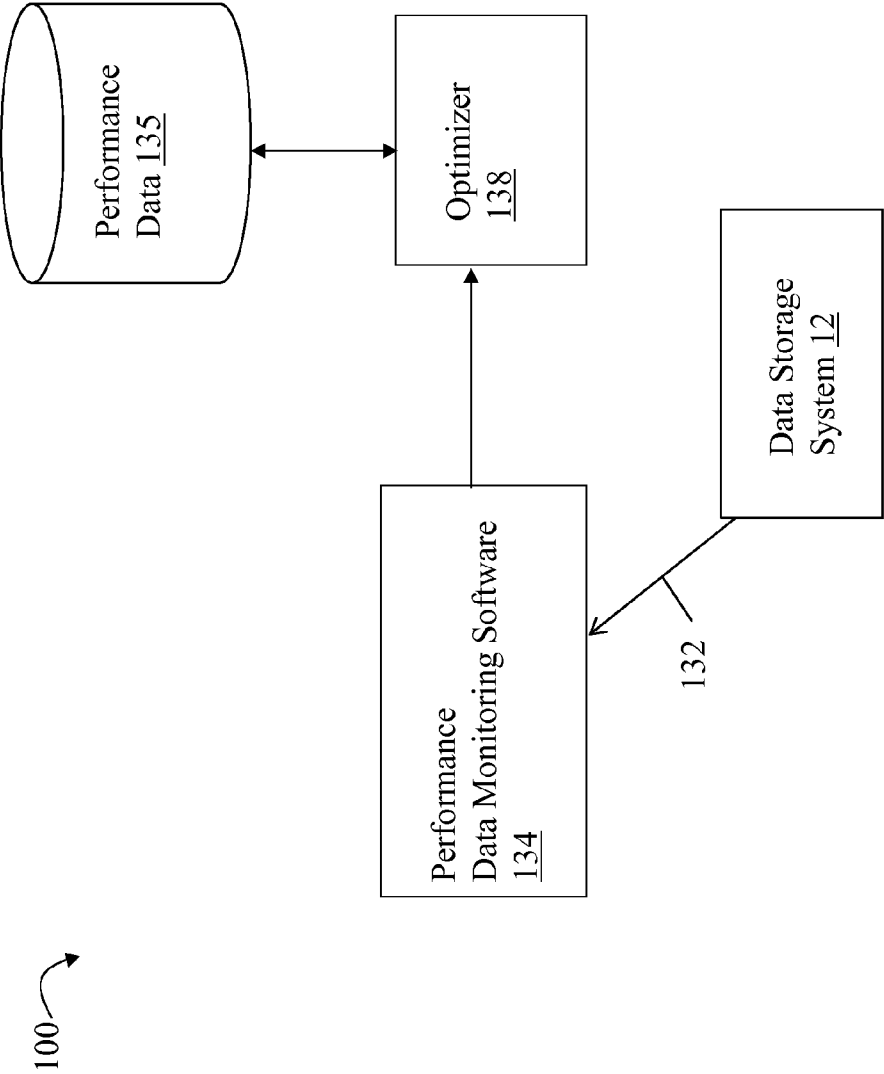 100
Performance
Data Monitoring Software
134
132
Data Storage
System 12
Optimizer
138
Performance
Data 135